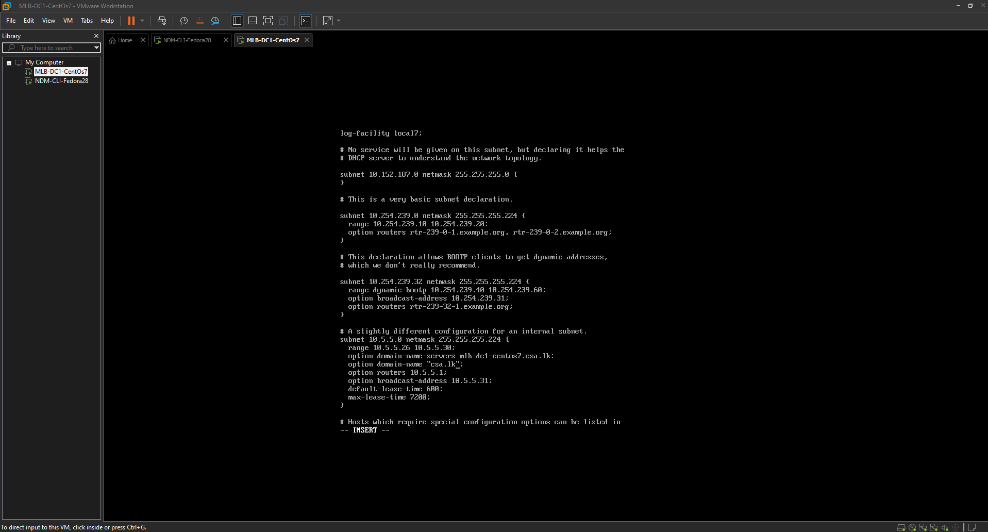 MLB-DC1-CentOs7 - VMware Workstation
File Edit View VM Tabs Help
Library
Type here to search
My Computer
MLB-DC1-CentOs7
NDM-CLI-Fedora28
Home
NDM-CLI-Fedora28
MLB-DC1-CentOs7
log-facility local7;
# No service will be given on this subnet, but declaring it helps the
# DHCP server to understand the network topology.
subnet 10.152.187.0 netmask 255.255.255.0 {
}
# This is a very basic subnet declaration.
subnet 10.254.239.0 netmask 255.255.255.224 {
range 10.254.239.10 10.254.239.20;
option routers rtr-239-0-1.example.org, rtr-239-0-2.example.org;
}
# This declaration allows BOOTP clients to get dynamic addresses,
# which we don't really recommend.
subnet 10.254.239.32 netmask 255.255.255.224 {
range dynamic-bootp 10.254.239.40 10.254.239.60;
option broadcast-address 10.254.239.31;
option routers rtr-239-32-1.example.org;
}
# A slightly different configuration for an internal subnet.
subnet 10.5.5.0 netmask 255.255.255.224 {
range 10.5.5.26 10.5.5.30;
option domain-name-servers mlb-dc1-centos7.csa.lk;
option domain-name "csa.lk";
option routers 10.5.5.1;
option broadcast-address 10.5.5.31;
default-lease-time 600;
max-lease-time 7200;
}
# Hosts which require special configuration options can be listed in
-- INSERT --
To direct input to this VM, click inside or press Ctrl+G.